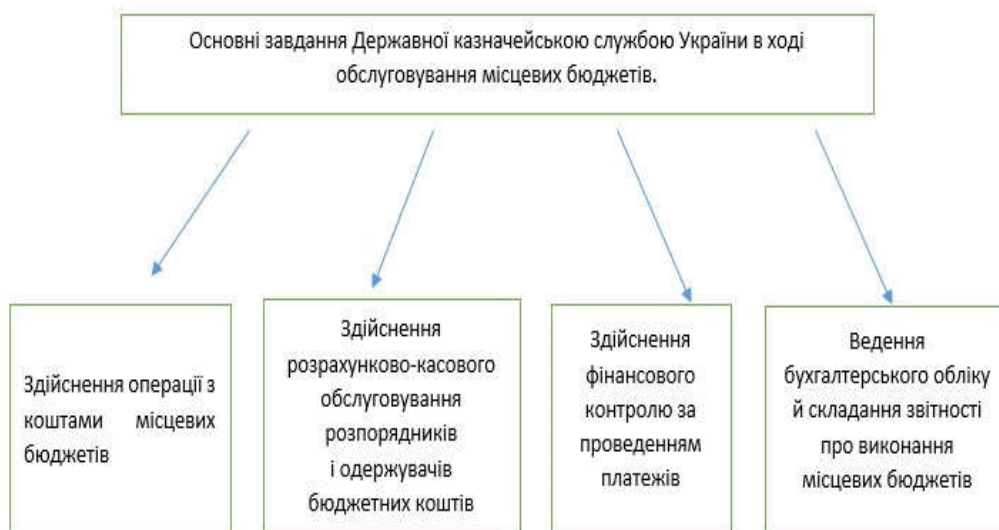 Основні завдання Державної казначейською службою України в ході
обслуговування місцевих бюджетів.
Здійснення операції з
коштами місцевих
бюджетів
Здійснення
розрахунково-касового
обслуговування
розпорядників
і одержувачів
бюджетних коштів
Здійснення
фінансового
контролю за
проведенням
платежів
Ведення
бухгалтерського обліку
й складання звітності
про виконання
місцевих бюджетів